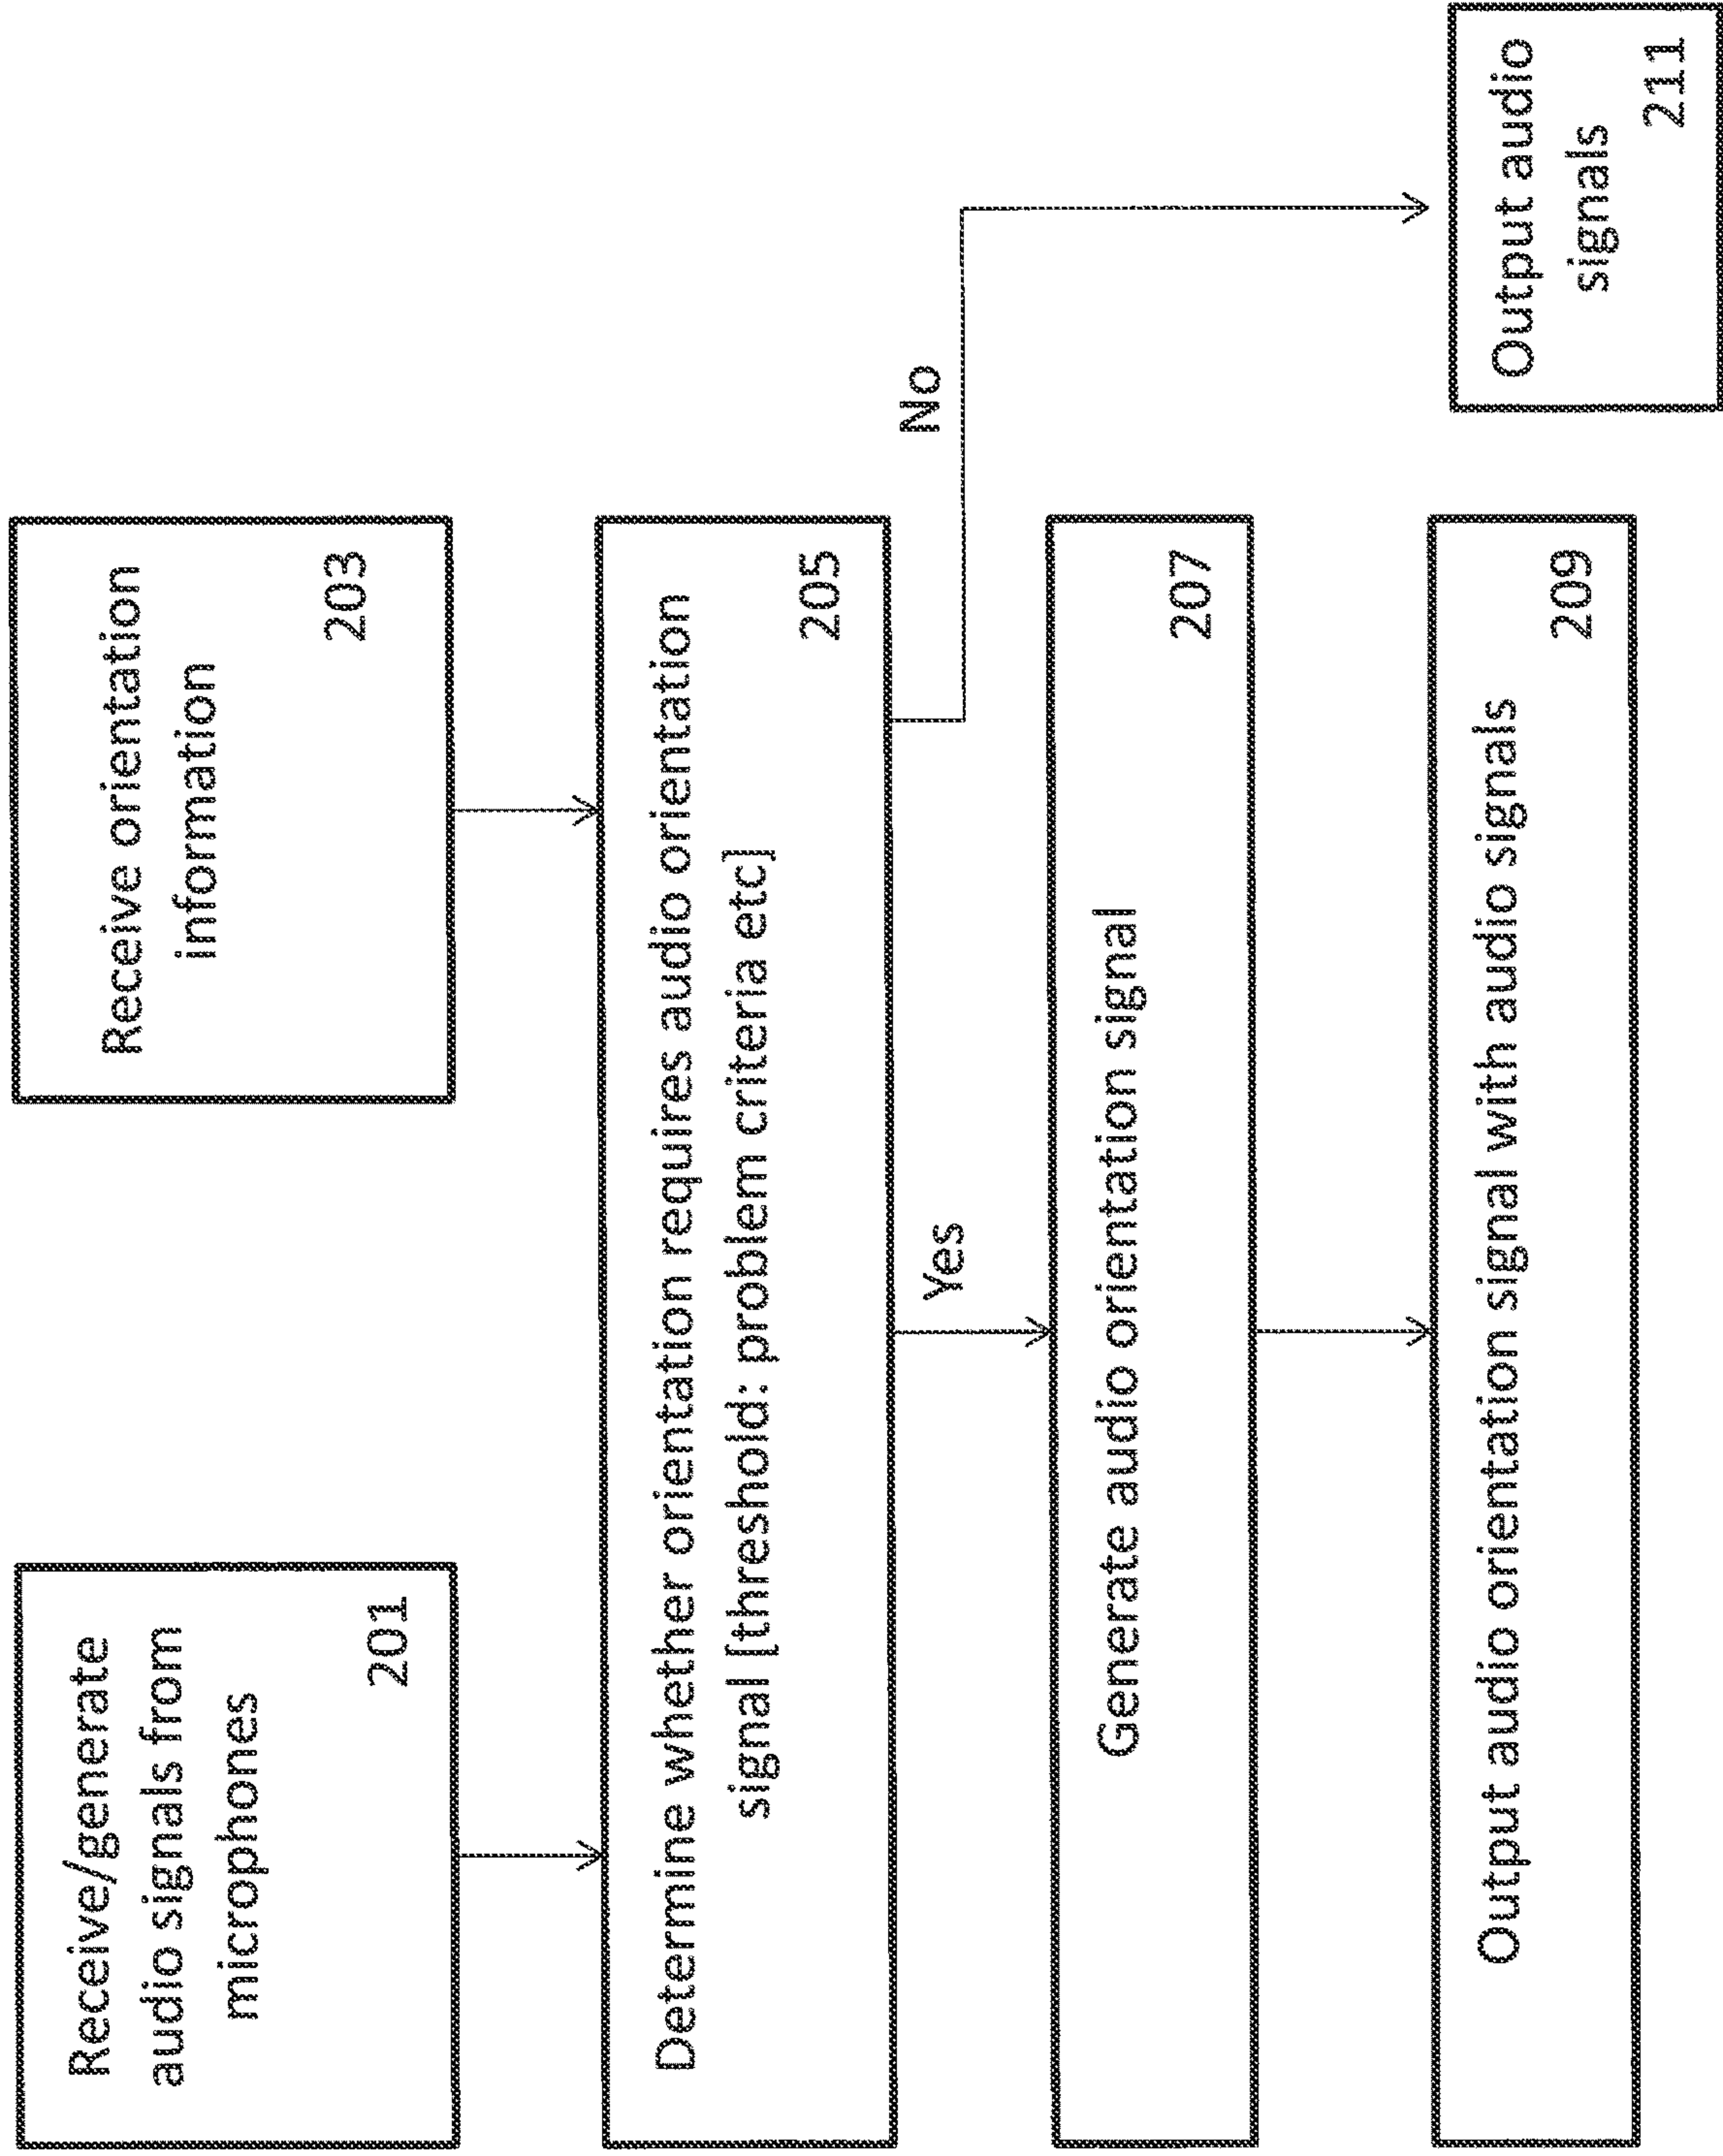 Receive/generate
audio signals from
microphones
201
Receive orientation
information
203
Determine whether orientation requires audio orientation
signal [threshold: problem criteria etc]
205
Yes
No
Generate audio orientation signal
207
Output audio orientation signal with audio signals
209
Output audio
signals
211